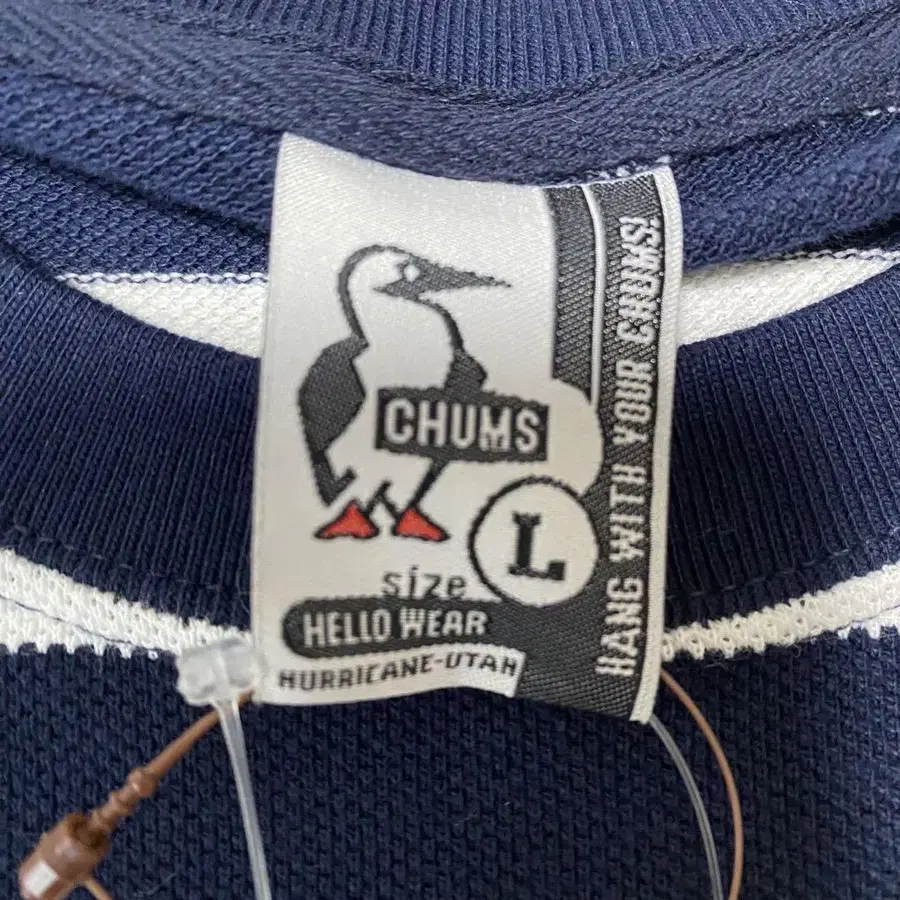 CHUMS
size L
HELLO WEAR
HURRICANE-UTAH
HANG WITH YOUR CHUMS!